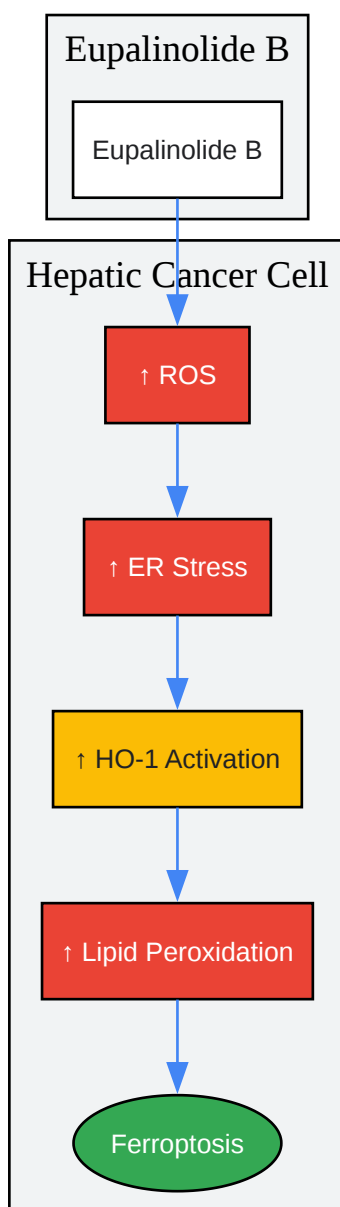 Eupalinolide B
Eupalinolide B
Hepatic Cancer Cell
↑ ROS
↑ ER Stress
↑ HO-1 Activation
↑ Lipid Peroxidation
Ferroptosis